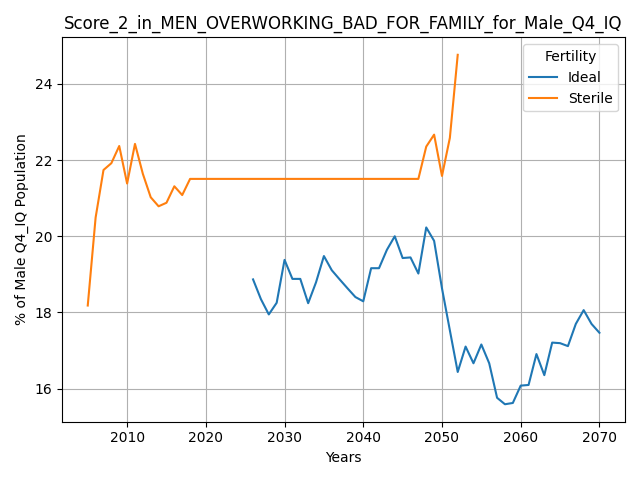 Score_2_in_MEN_OVERWORKING_BAD_FOR_FAMILY_for_Male_Q4_IQ
Fertility
Ideal
Sterile
% of Male Q4_IQ Population
24
22
20
18
16
2010 2020 2030 2040 2050 2060 2070
Years